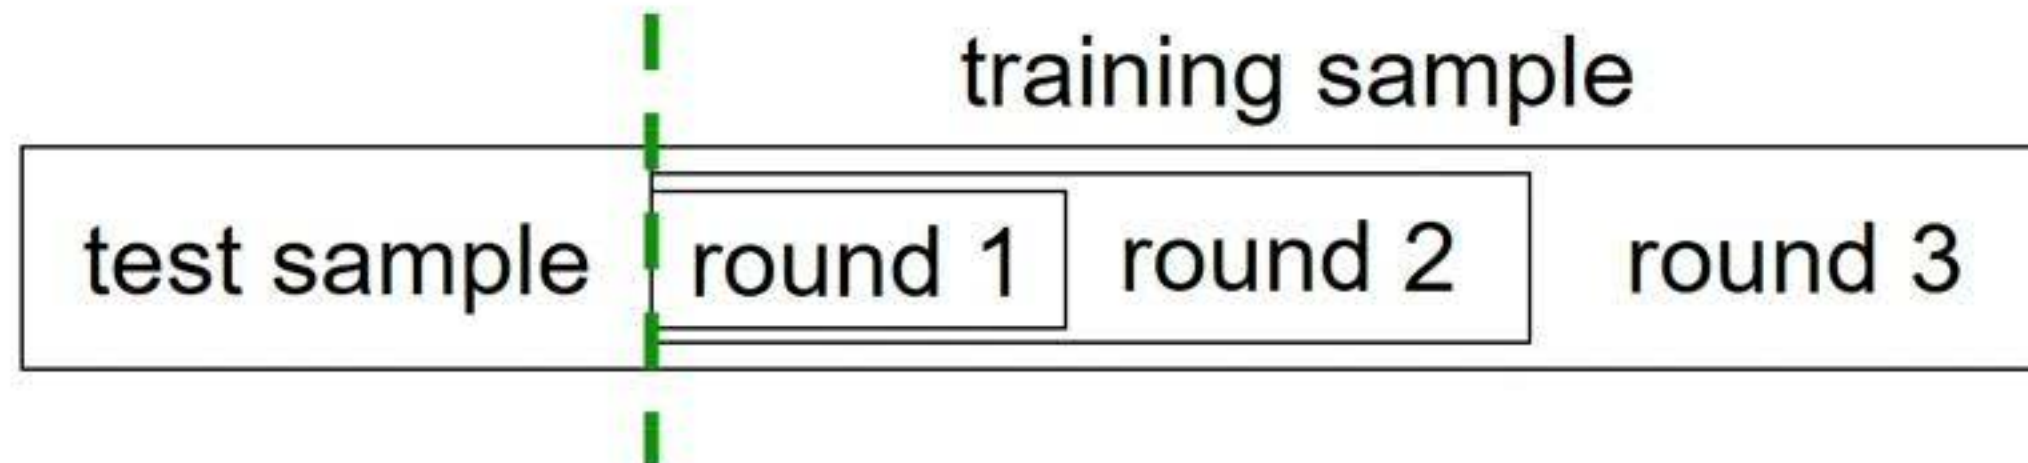 training sample
test sample round 1 round 2 round 3